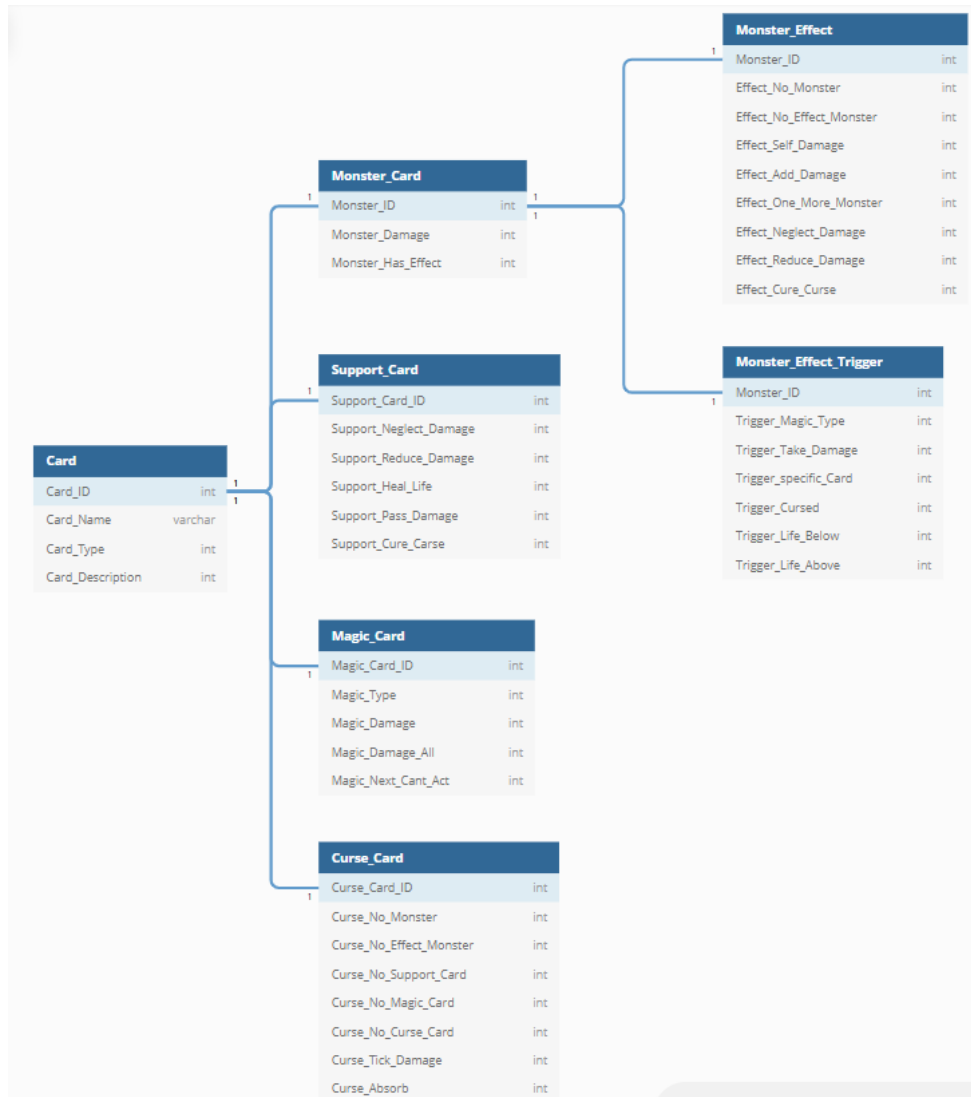 Monster_Effect
Monster_ID int
Effect_No_Monster int
Effect_No_Effect_Monster int
Effect_Self_Damage int
Effect_Add_Damage int
Effect_One_More_Monster int
Effect_Neglect_Damage int
Effect_Reduce_Damage int
Effect_Cure_Curse int
1
Monster_Card
1 Monster_ID int 1
1
Monster_Damage int
Monster_Has_Effect int
Monster_Effect_Trigger
Monster_ID int
1
Trigger_Magic_Type int
Trigger_Take_Damage int
Trigger_specific_Card int
Trigger_Cursed int
Trigger_Life_Below int
Trigger_Life_Above int
Support_Card
1
Support_Card_ID int
Support_Neglect_Damage int
Support_Reduce_Damage int
Support_Heal_Life int
Support_Pass_Damage int
Support_Cure_Carse int
Card
Card_ID int 1
1
Card_Name varchar
Card_Type int
Card_Description int
Magic_Card
Magic_Card_ID int
1
Magic_Type int
Magic_Damage int
Magic_Damage_All int
Magic_Next_Cant_Act int
Curse_Card
Curse_Card_ID int
1
Curse_No_Monster int
Curse_No_Effect_Monster int
Curse_No_Support_Card int
Curse_No_Magic_Card int
Curse_No_Curse_Card int
Curse_Tick_Damage int
Curse_Absorb int